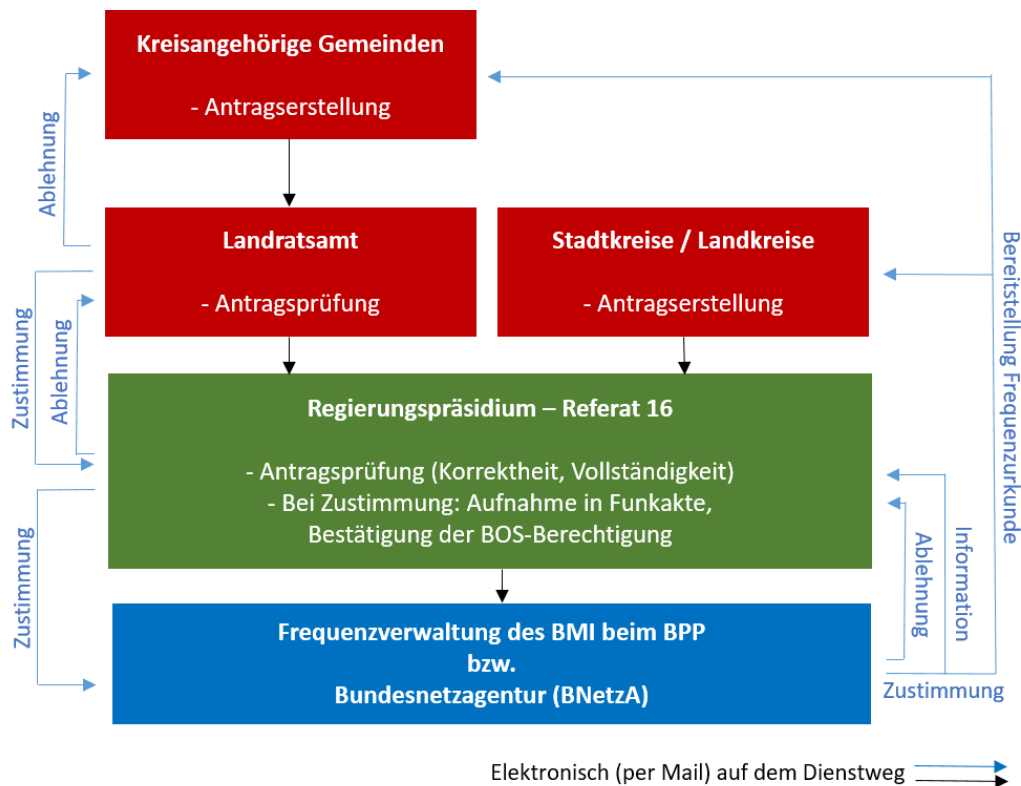 Kreisangehörige Gemeinden
- Antragserstellung
Ablehnung
Landratsamt
- Antragsprüfung
Stadtkreise / Landkreise
- Antragserstellung
Bereitstellung Frequenzurkunde
Zustimmung
Ablehnung
Regierungspräsidium – Referat 16
- Antragsprüfung (Korrektheit, Vollständigkeit)
- Bei Zustimmung: Aufnahme in Funkakte,
Bestätigung der BOS-Berechtigung
Zustimmung
Ablehnung
Information
Frequenzverwaltung des BMI beim BPP
bzw.
Bundesnetzagentur (BNetzA)
Zustimmung
Elektronisch (per Mail) auf dem Dienstweg